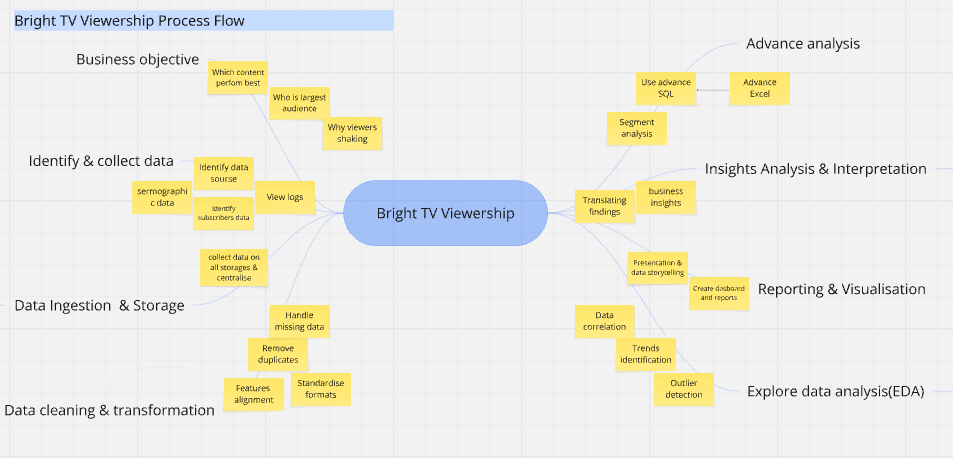 Bright TV Viewership Process Flow
Business objective
Which content
perfom best
Who is largest
audience
Why viewers
shaking
Identify & collect data
Identify data
sourse
sermographi
c data
Identify
subscribers data
View logs
collect data on
all storages &
centralise
Data Ingestion & Storage
Handle
missing data
Remove
duplicates
Features
alignment
Standardise
formats
Data cleaning & transformation
Bright TV Viewership
Advance analysis
Use advance
SQL
Advance
Excel
Segment
analysis
Insights Analysis & Interpretation
Translating
findings
business
insights
Presentation &
data storytelling
Create dasboard
and reports
Reporting & Visualisation
Data
correlation
Trends
identification
Outlier
detection
Explore data analysis(EDA)